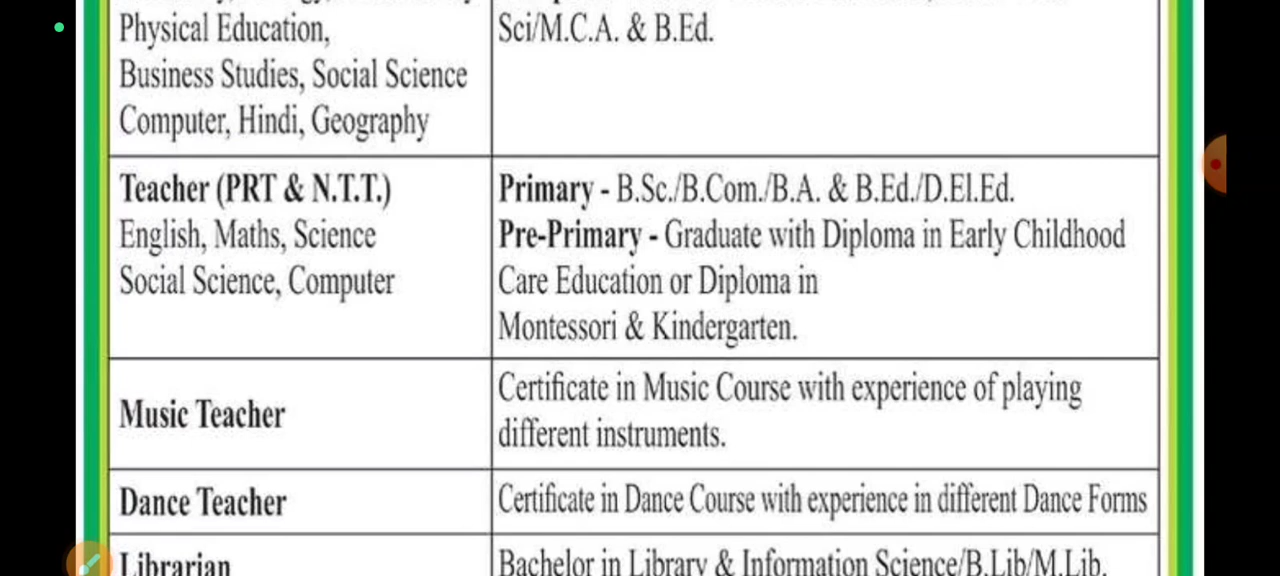 Physical Education,
Business Studies, Social Science
Computer, Hindi, Geography
Sci/M.C.A. & B.Ed.
Teacher (PRT & N.T.T.)
English, Maths, Science
Social Science, Computer
Primary - B.Sc./B.Com./B.A. & B.Ed./D.El.Ed.
Pre-Primary - Graduate with Diploma in Early Childhood
Care Education or Diploma in
Montessori & Kindergarten.
Music Teacher
Certificate in Music Course with experience of playing
different instruments.
Dance Teacher
Certificate in Dance Course with experience in different Dance Forms
Librarian
Bachelor in Library & Information Science/B.Lib/M.Lib.